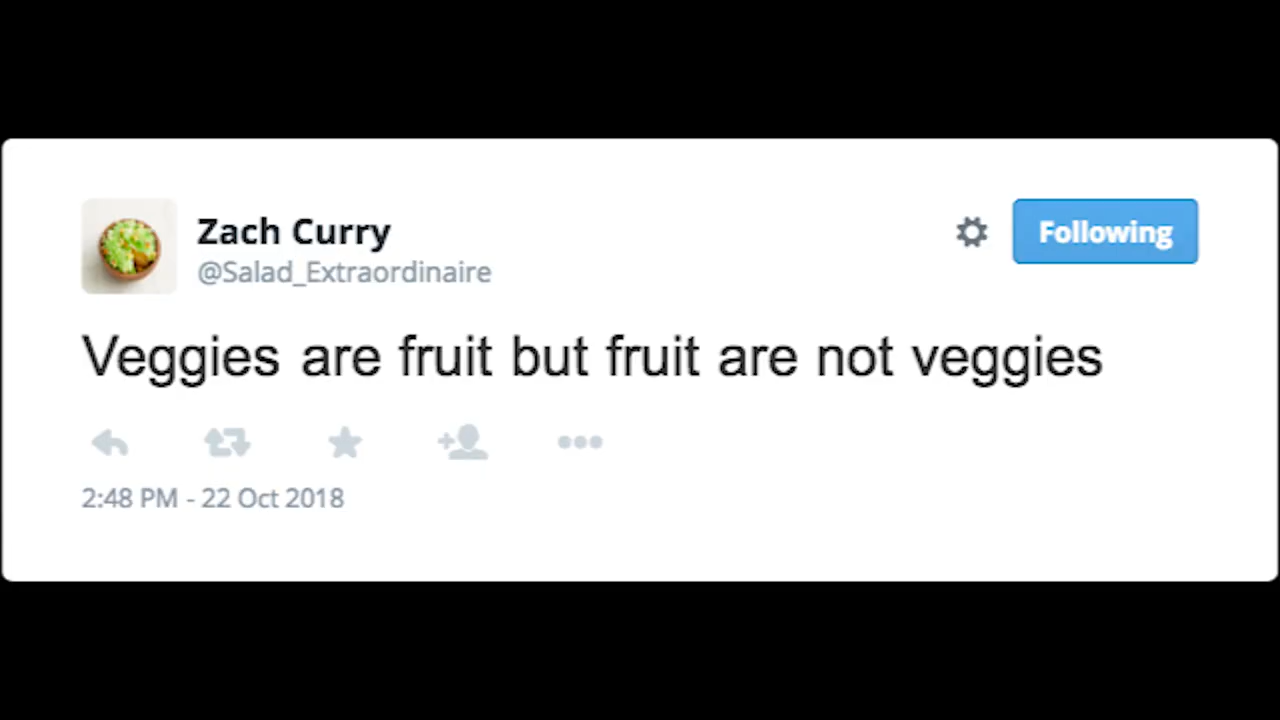 Zach Curry
@Salad_Extraordinaire
Following
Veggies are fruit but fruit are not veggies
2:48 PM - 22 Oct 2018